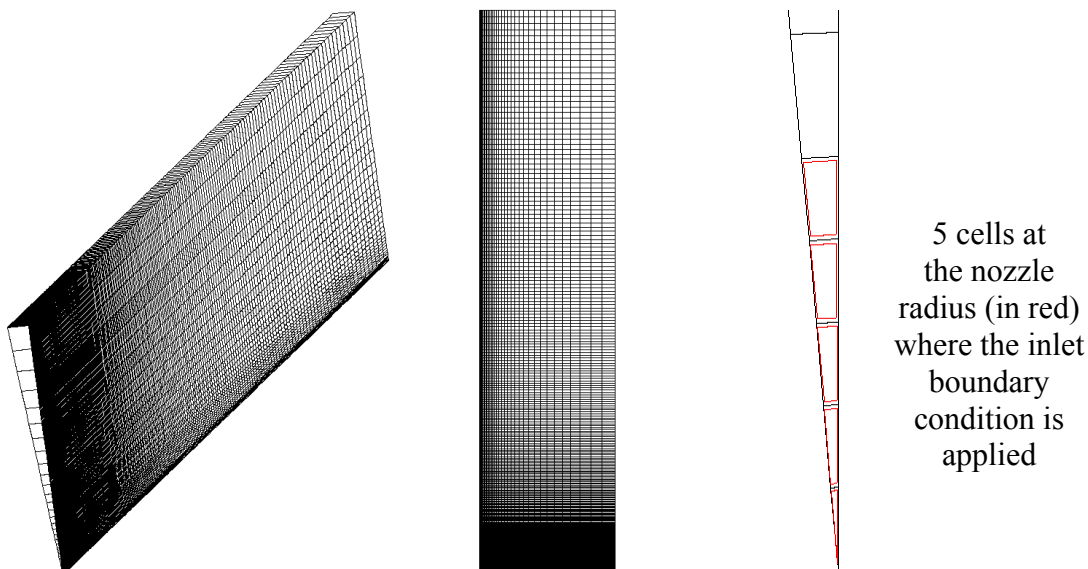 5 cells at
the nozzle
radius (in red)
where the inlet
boundary
condition is
applied